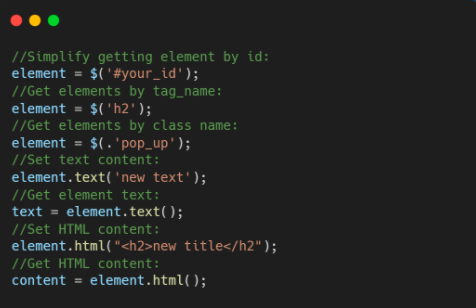 //Simplify getting element by id:
element = $('#your_id');
//Get elements by tag_name:
element = $('h2');
//Get elements by class name:
element = $(.'pop_up');
//Set text content:
element.text('new text');
//Get element text:
text = element.text();
//Set HTML content:
element.html("<h2>new title</h2");
//Get HTML content:
content = element.html();